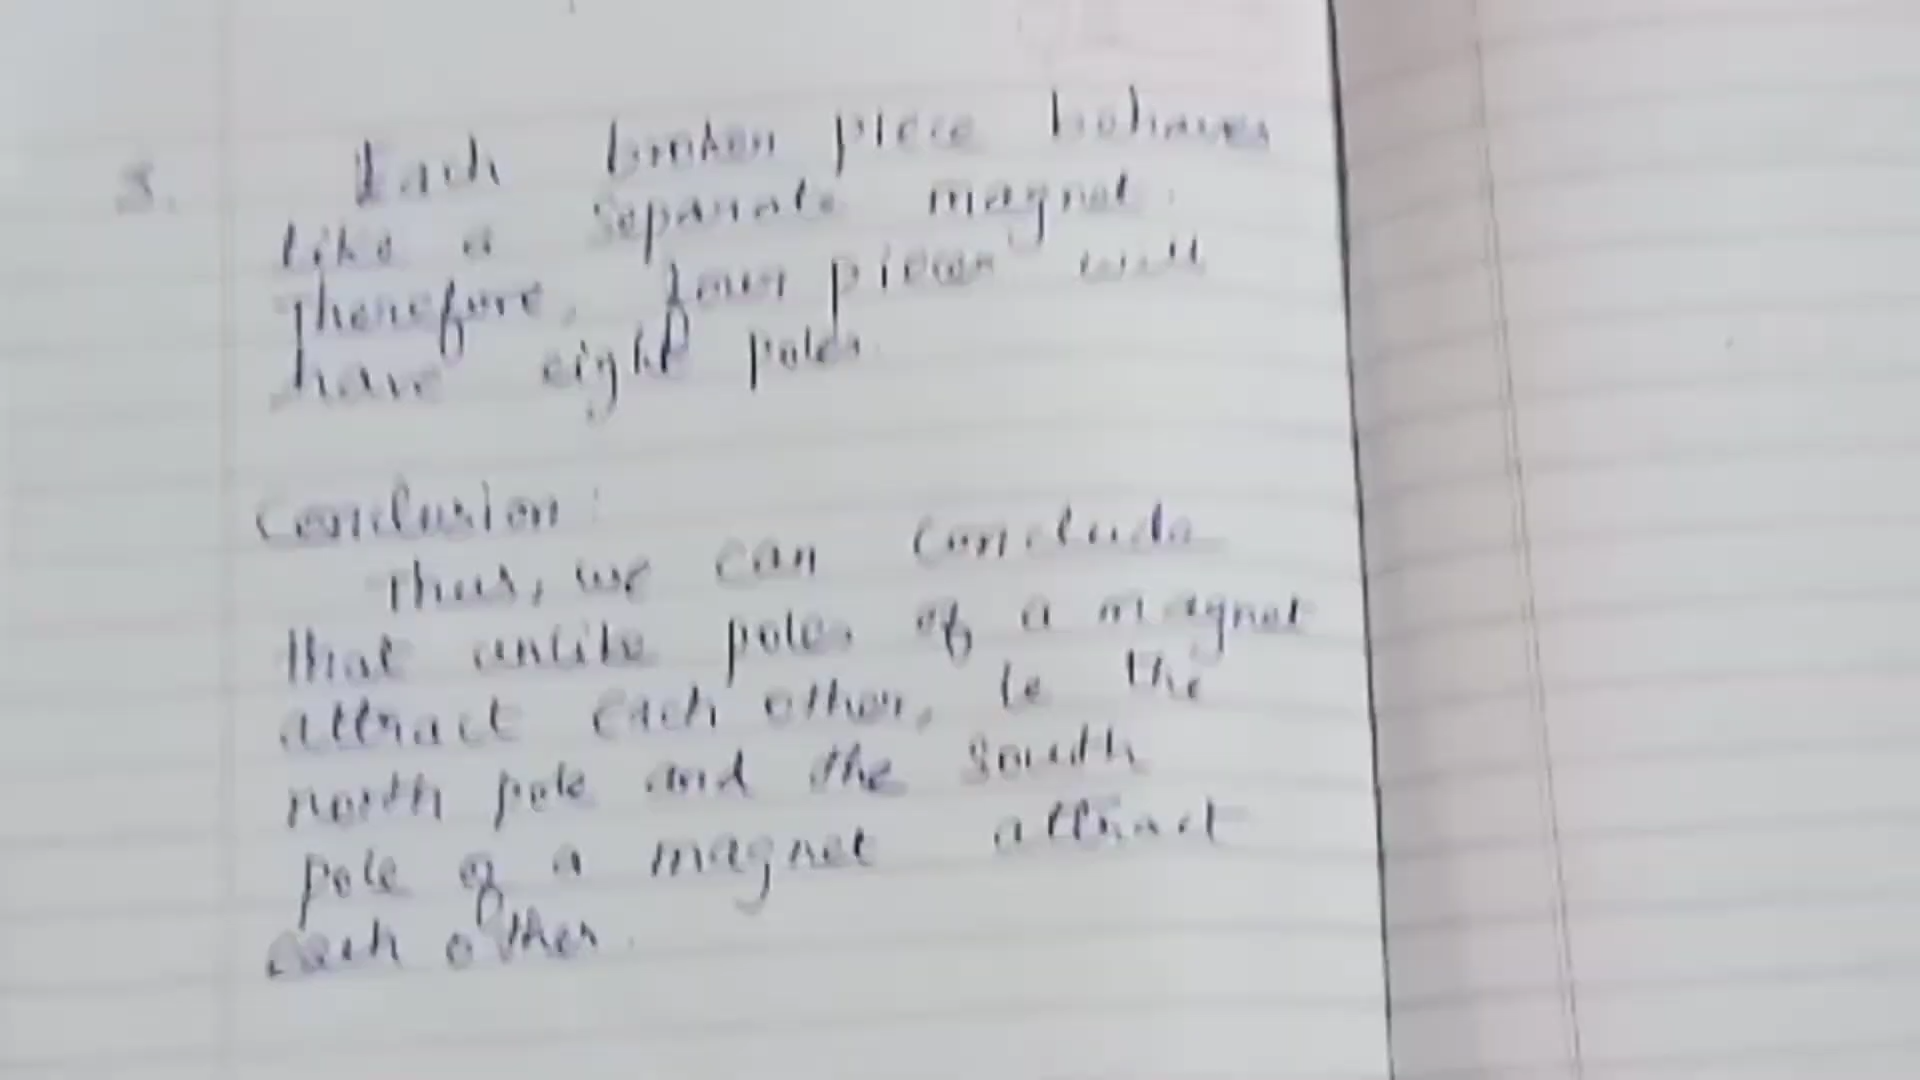 3. Each broken piece behaves
like a separate magnet.
Therefore, four pieces will
have eight poles.
Conclusion:
Thus, we can conclude
that unlike poles of a magnet
attract each other, ie the
north pole and the south
pole of a magnet attract
each other.